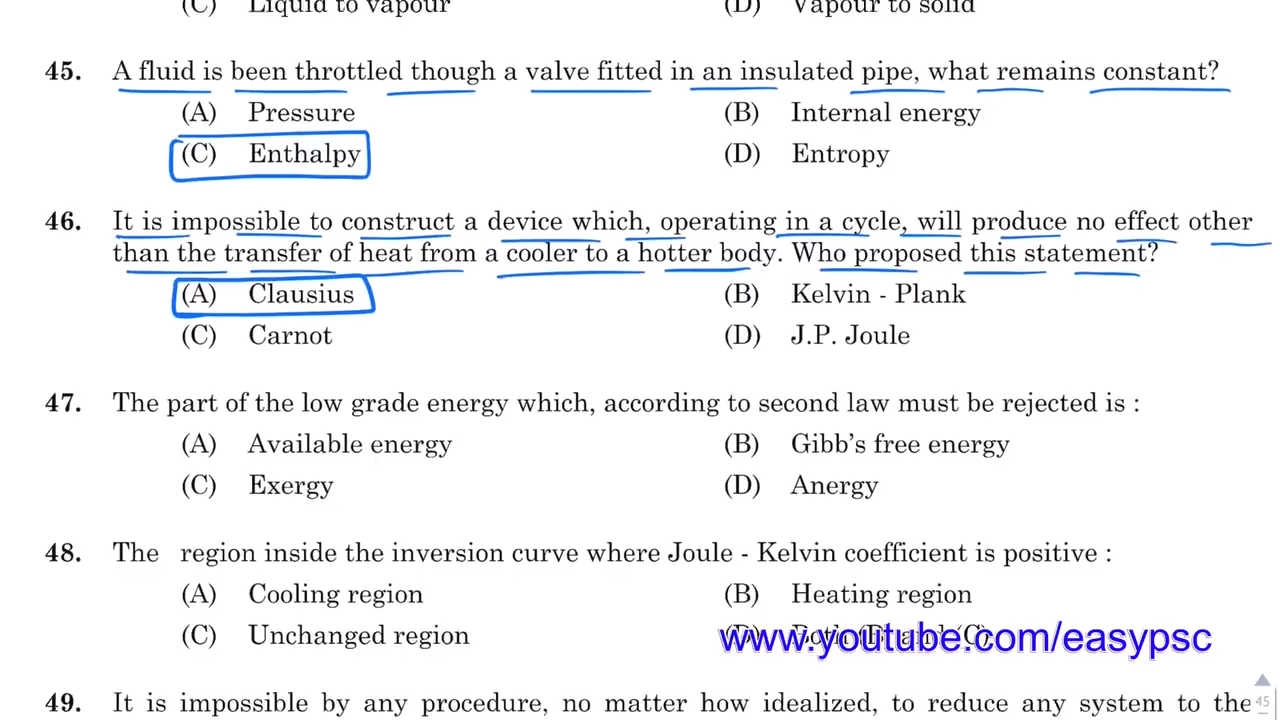 (C) Liquid to vapour (D) Vapour to solid
45. A fluid is been throttled though a valve fitted in an insulated pipe, what remains constant?
(A) Pressure (B) Internal energy
(C) Enthalpy (D) Entropy
46. It is impossible to construct a device which, operating in a cycle, will produce no effect other
than the transfer of heat from a cooler to a hotter body. Who proposed this statement?
(A) Clausius (B) Kelvin - Plank
(C) Carnot (D) J.P. Joule
47. The part of the low grade energy which, according to second law must be rejected is :
(A) Available energy (B) Gibb's free energy
(C) Exergy (D) Anergy
48. The region inside the inversion curve where Joule - Kelvin coefficient is positive :
(A) Cooling region (B) Heating region
(C) Unchanged region (D) Both (B) and (C)
www.youtube.com/easypsc
49. It is impossible by any procedure, no matter how idealized, to reduce any system to the
45